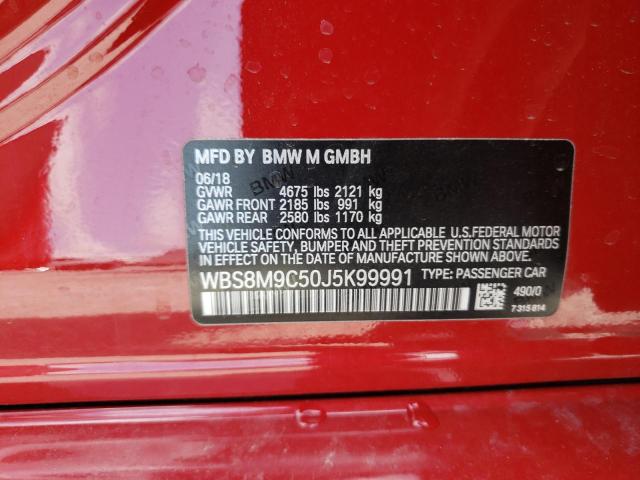 MFD BY BMW M GMBH
06/18
GVWR 4675 lbs 2121 kg
GAWR FRONT 2185 lbs 991 kg
GAWR REAR 2580 lbs 1170 kg
THIS VEHICLE CONFORMS TO ALL APPLICABLE U.S.FEDERAL MOTOR
VEHICLE SAFETY, BUMPER AND THEFT PREVENTION STANDARDS
IN EFFECT ON THE DATE OF MANUFACTURE SHOWN ABOVE.
WBS8M9C50J5K99991 TYPE: PASSENGER CAR
490/0
7 315 814